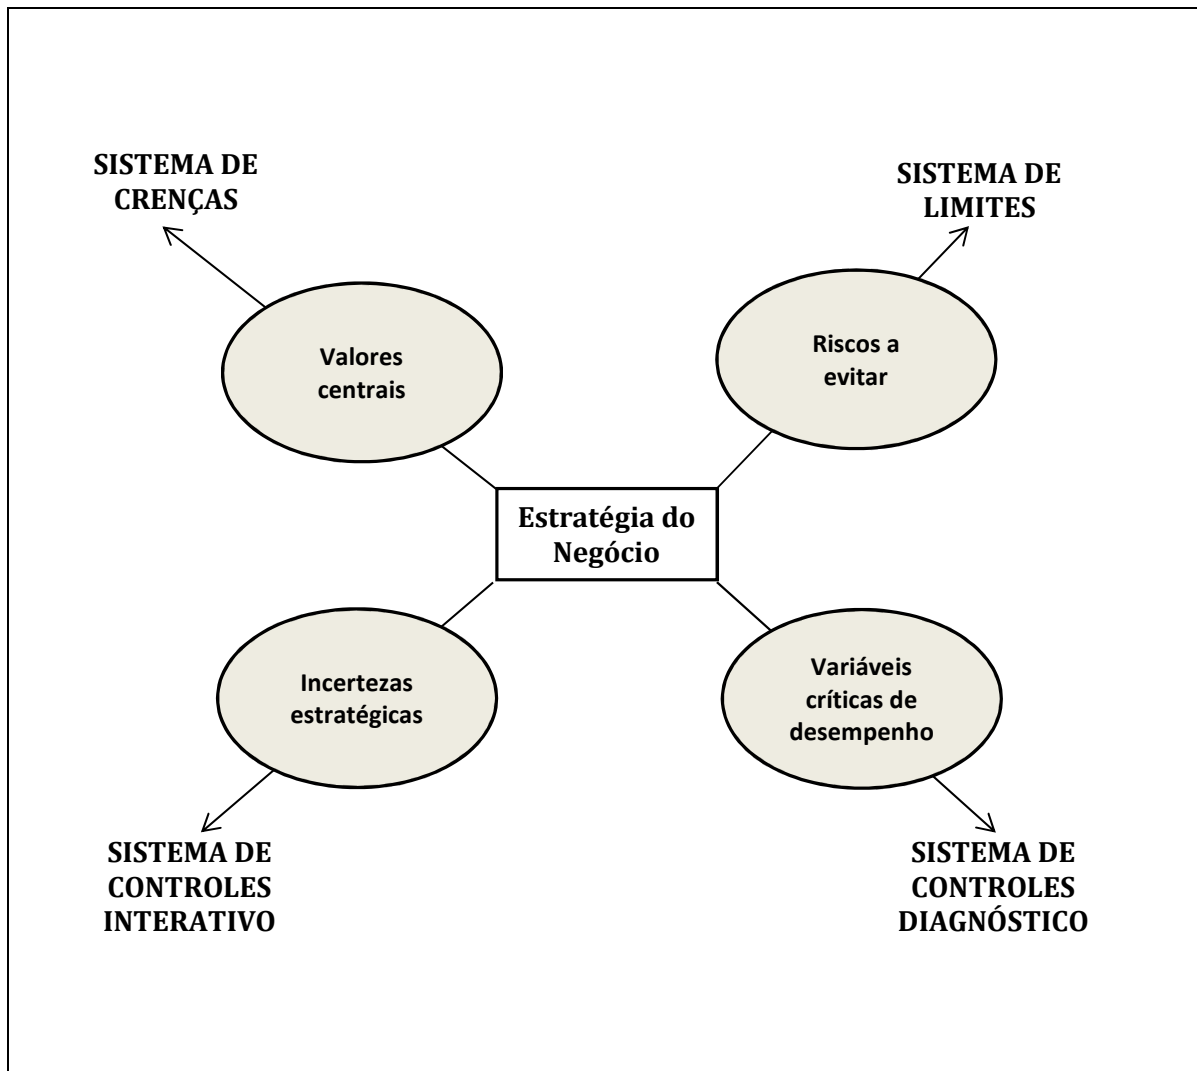 SISTEMA DE
CRENÇAS
SISTEMA DE
LIMITES
Valores
centrais
Riscos a
evitar
Estratégia do
Negócio
Incertezas
estratégicas
Variáveis
críticas de
desempenho
SISTEMA DE
CONTROLES
INTERATIVO
SISTEMA DE
CONTROLES
DIAGNÓSTICO